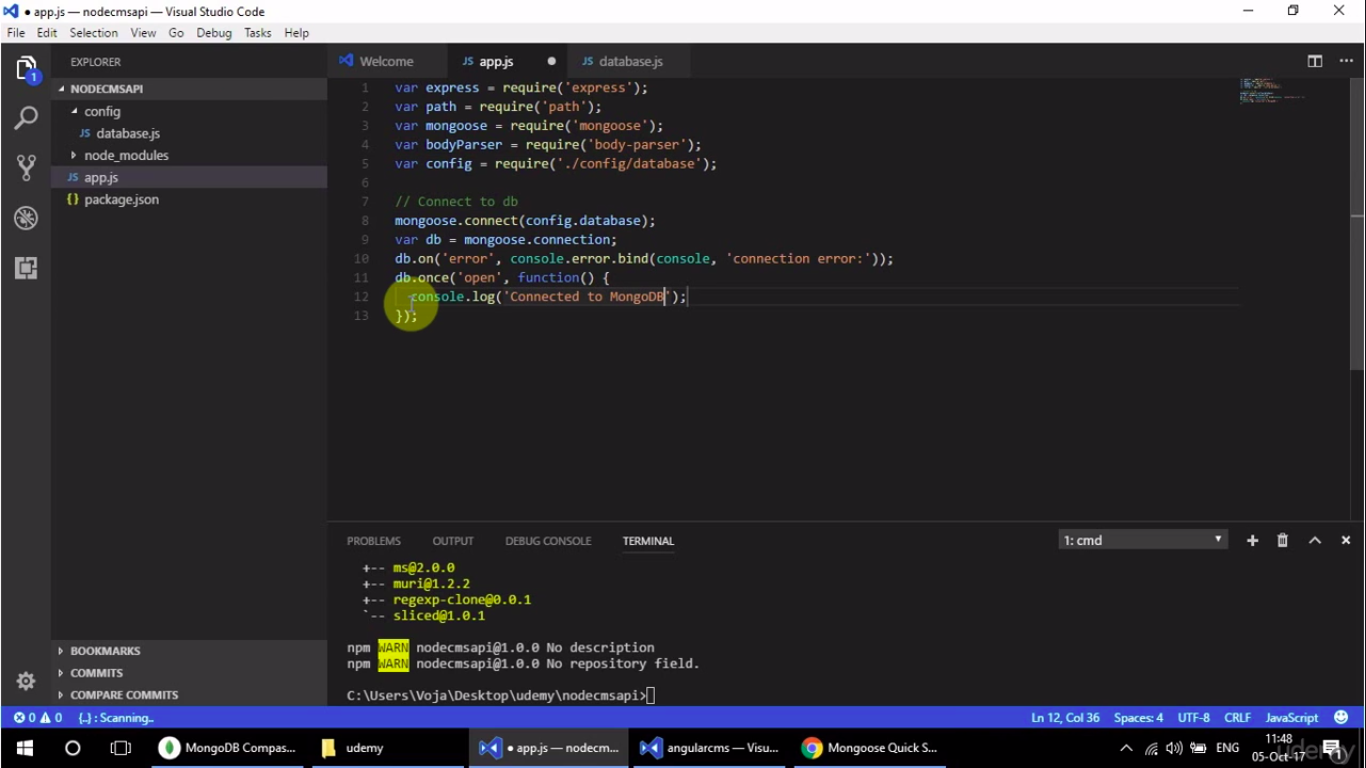 ● app.js — nodecmsapi — Visual Studio Code
File Edit Selection View Go Debug Tasks Help
EXPLORER
NODECMSAPI
config
JS database.js
node_modules
JS app.js
{} package.json
BOOKMARKS
COMMITS
COMPARE COMMITS
Welcome JS app.js ● JS database.js
1 var express = require('express');
2 var path = require('path');
3 var mongoose = require('mongoose');
4 var bodyParser = require('body-parser');
5 var config = require('./config/database');
6
7 // Connect to db
8 mongoose.connect(config.database);
9 var db = mongoose.connection;
10 db.on('error', console.error.bind(console, 'connection error:'));
11 db.once('open', function() {
12 console.log('Connected to MongoDB');
13 });
PROBLEMS OUTPUT DEBUG CONSOLE TERMINAL 1: cmd
+-- ms@2.0.0
+-- muri@1.2.2
+-- regexp-clone@0.0.1
`-- sliced@1.0.1
npm WARN nodecmsapi@1.0.0 No description
npm WARN nodecmsapi@1.0.0 No repository field.
C:\Users\Voja\Desktop\udemy\nodecmsapi>
0 0 {..} : Scanning.. Ln 12, Col 36 Spaces: 4 UTF-8 CRLF JavaScript
MongoDB Compas... udemy ● app.js — nodecm... angularcms — Visu... Mongoose Quick S... ENG 11:48
05-Oct-17
udemy
1
1